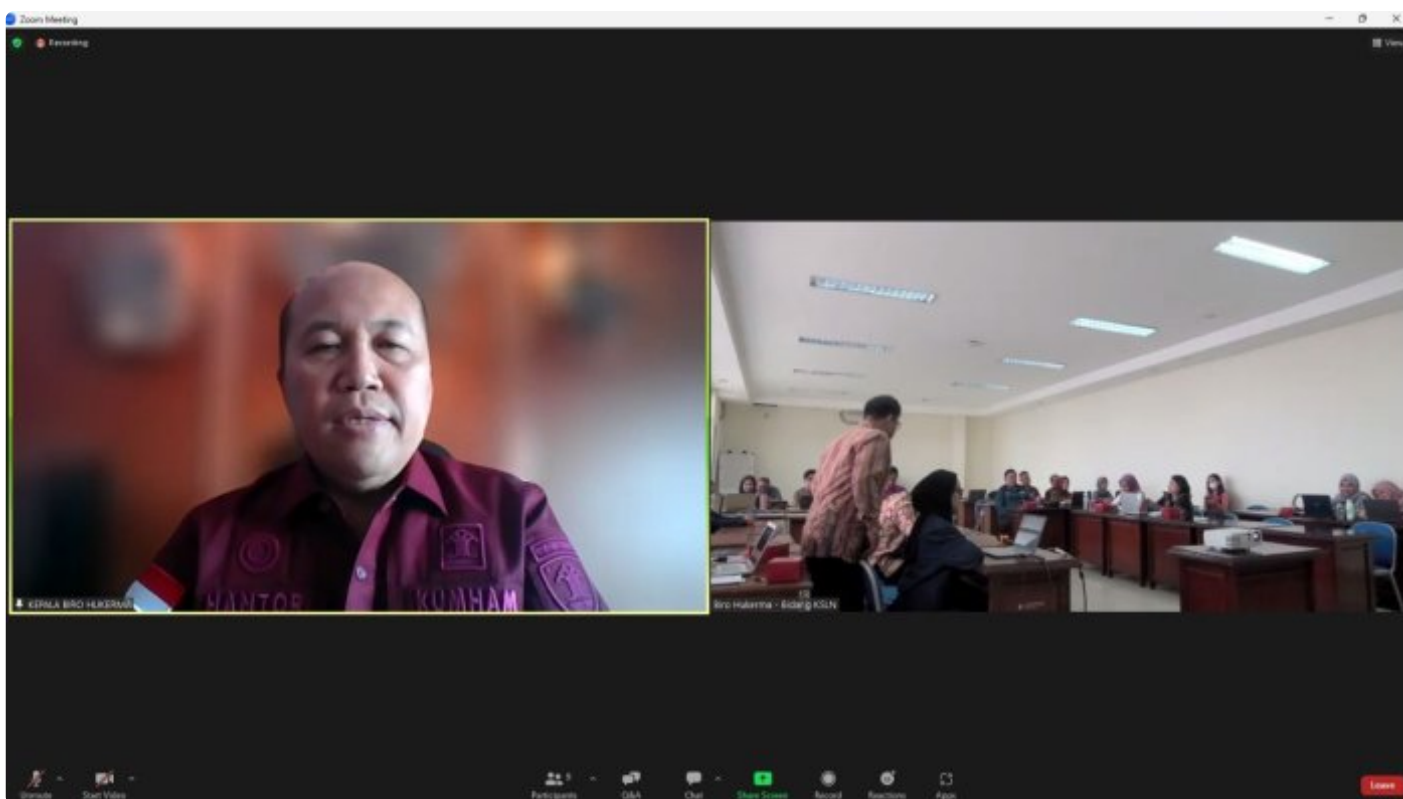 Zoom Meeting
Recording
View
KEPALA BIRO HUKERMA
HANTOR
KUMHAM
Biro Hukerma - Bidang KSLN
Unmute
Start Video
Participants
Q&A
Chat
Share Screen
Record
Reactions
Apps
Leave